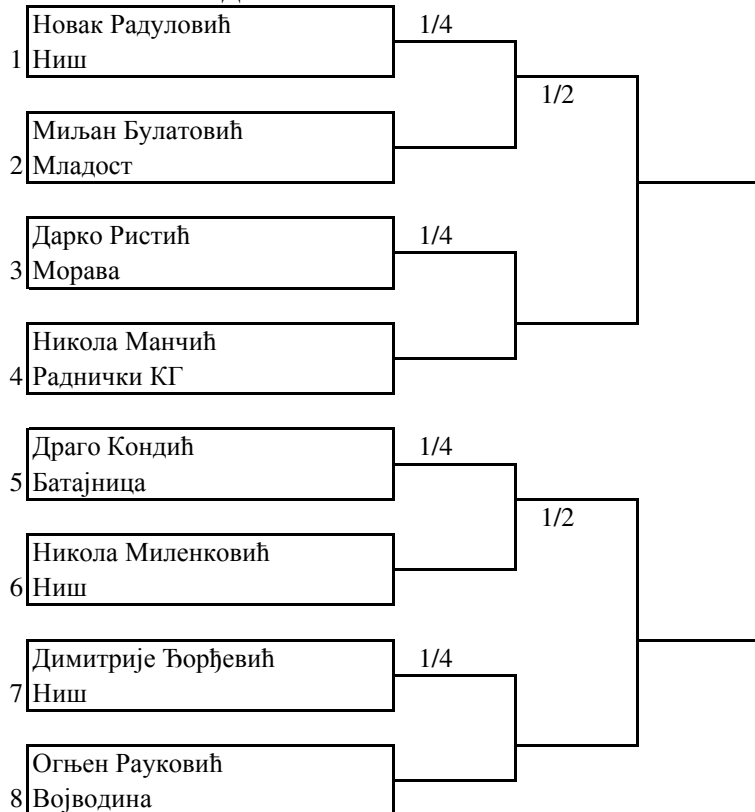 Новак Радуловић
1/4
1 Ниш
1/2
Миљан Булатовић
2 Младост
Дарко Ристић
1/4
3 Морава
Никола Манчић
4 Раднички КГ
Драго Кондић
1/4
5 Батајница
1/2
Никола Миленковић
6 Ниш
Димитрије Ђорђевић
1/4
7 Ниш
Огњен Рауковић
8 Војводина